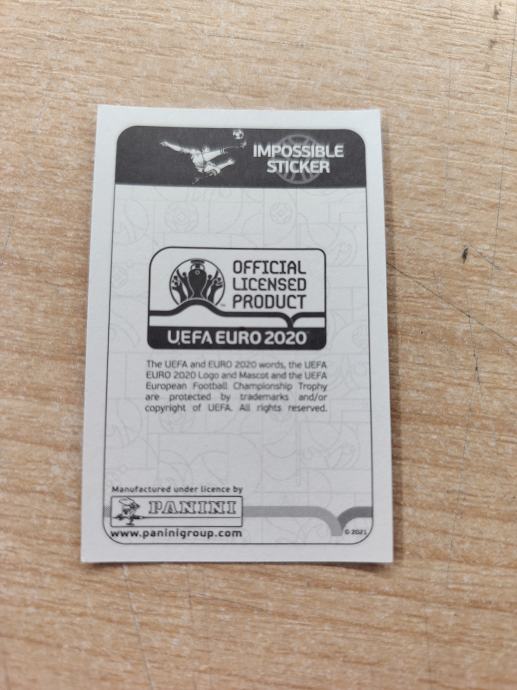 IMPOSSIBLE
STICKER
OFFICIAL
LICENSED
PRODUCT
UEFA EURO 2020
The UEFA and EURO 2020 words, the UEFA
EURO 2020 Logo and Mascot and the UEFA
European Football Championship Trophy
are protected by trademarks and/or
copyright of UEFA. All rights reserved.
Manufactured under licence by
PANINI
www.paninigroup.com
© 2021